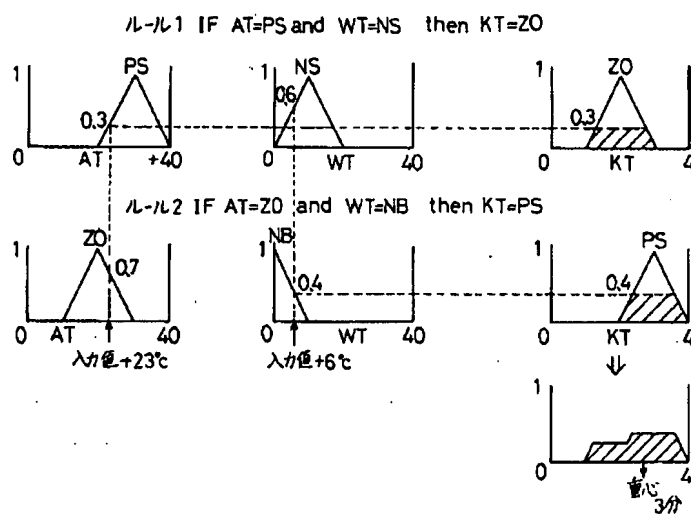 ルール1 IF AT=PS and WT=NS then KT=ZO
1 PS 0.3 0 AT +40
1 NS 0.6 0 WT 40
1 ZO 0.3 0 KT 4
ルール2 IF AT=ZO and WT=NB then KT=PS
1 ZO 0.7 0 AT 40
NB 1 0.4 0 WT 40
1 PS 0.4 0 KT 4
入力値+23℃
入力値+6℃
⇓
1 0 4
重心
3分